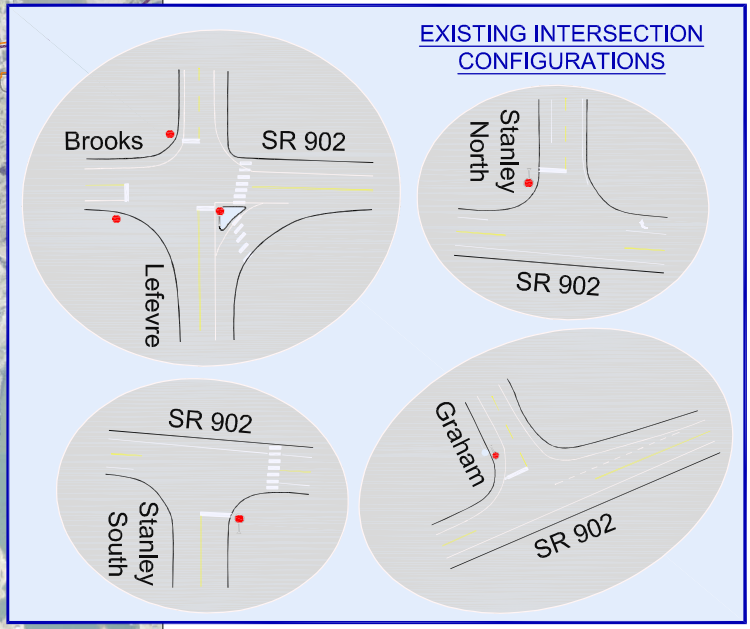 EXISTING INTERSECTION
CONFIGURATIONS
Brooks
SR 902
Lefevre
Stanley
North
SR 902
SR 902
Stanley
South
Graham
SR 902